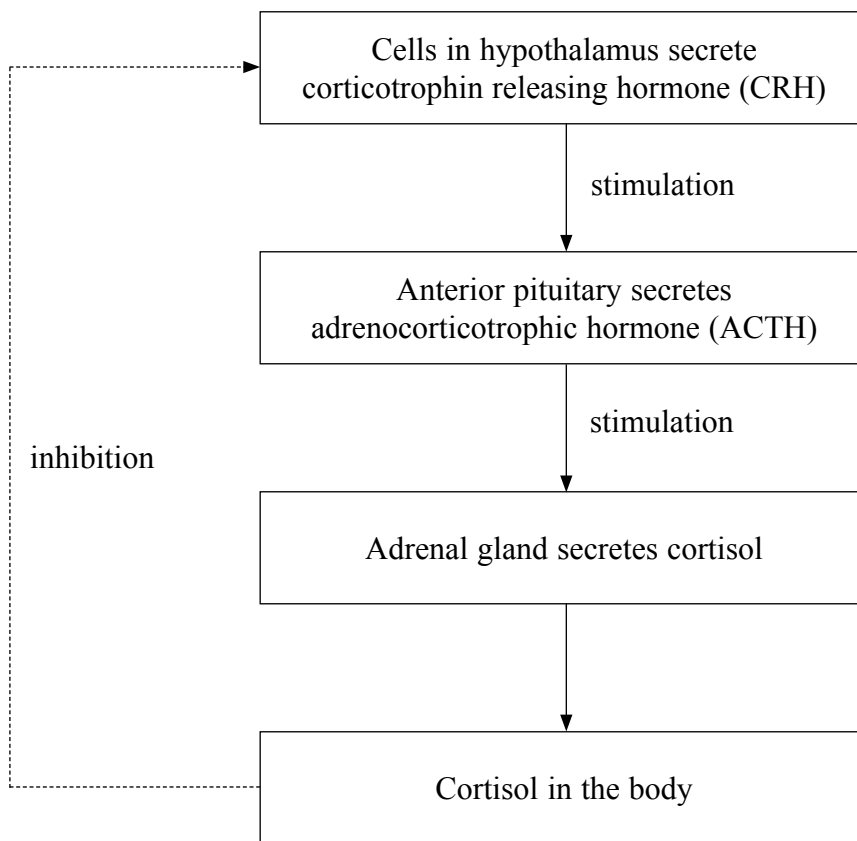 Cells in hypothalamus secrete
corticotrophin releasing hormone (CRH)
stimulation
Anterior pituitary secretes
adrenocorticotrophic hormone (ACTH)
stimulation
inhibition
Adrenal gland secretes cortisol
Cortisol in the body